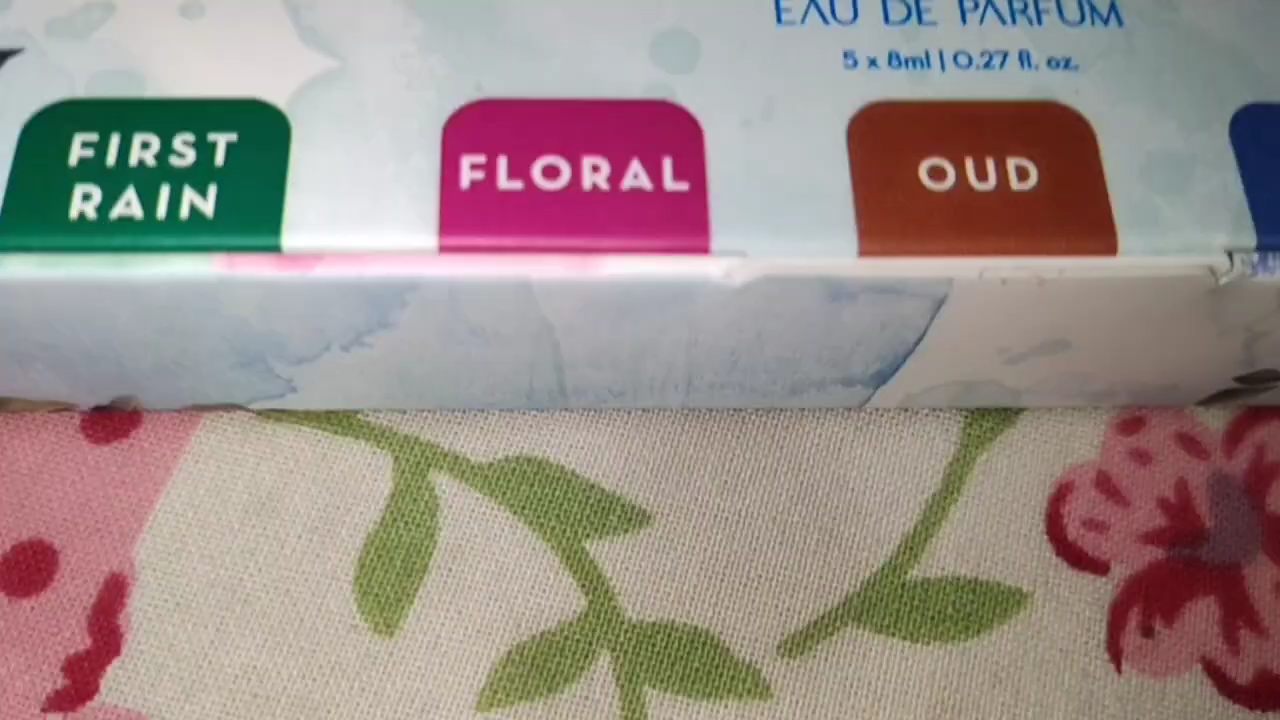 EAU DE PARFUM
5 x 8ml | 0.27 fl. oz.
FIRST
RAIN
FLORAL
OUD